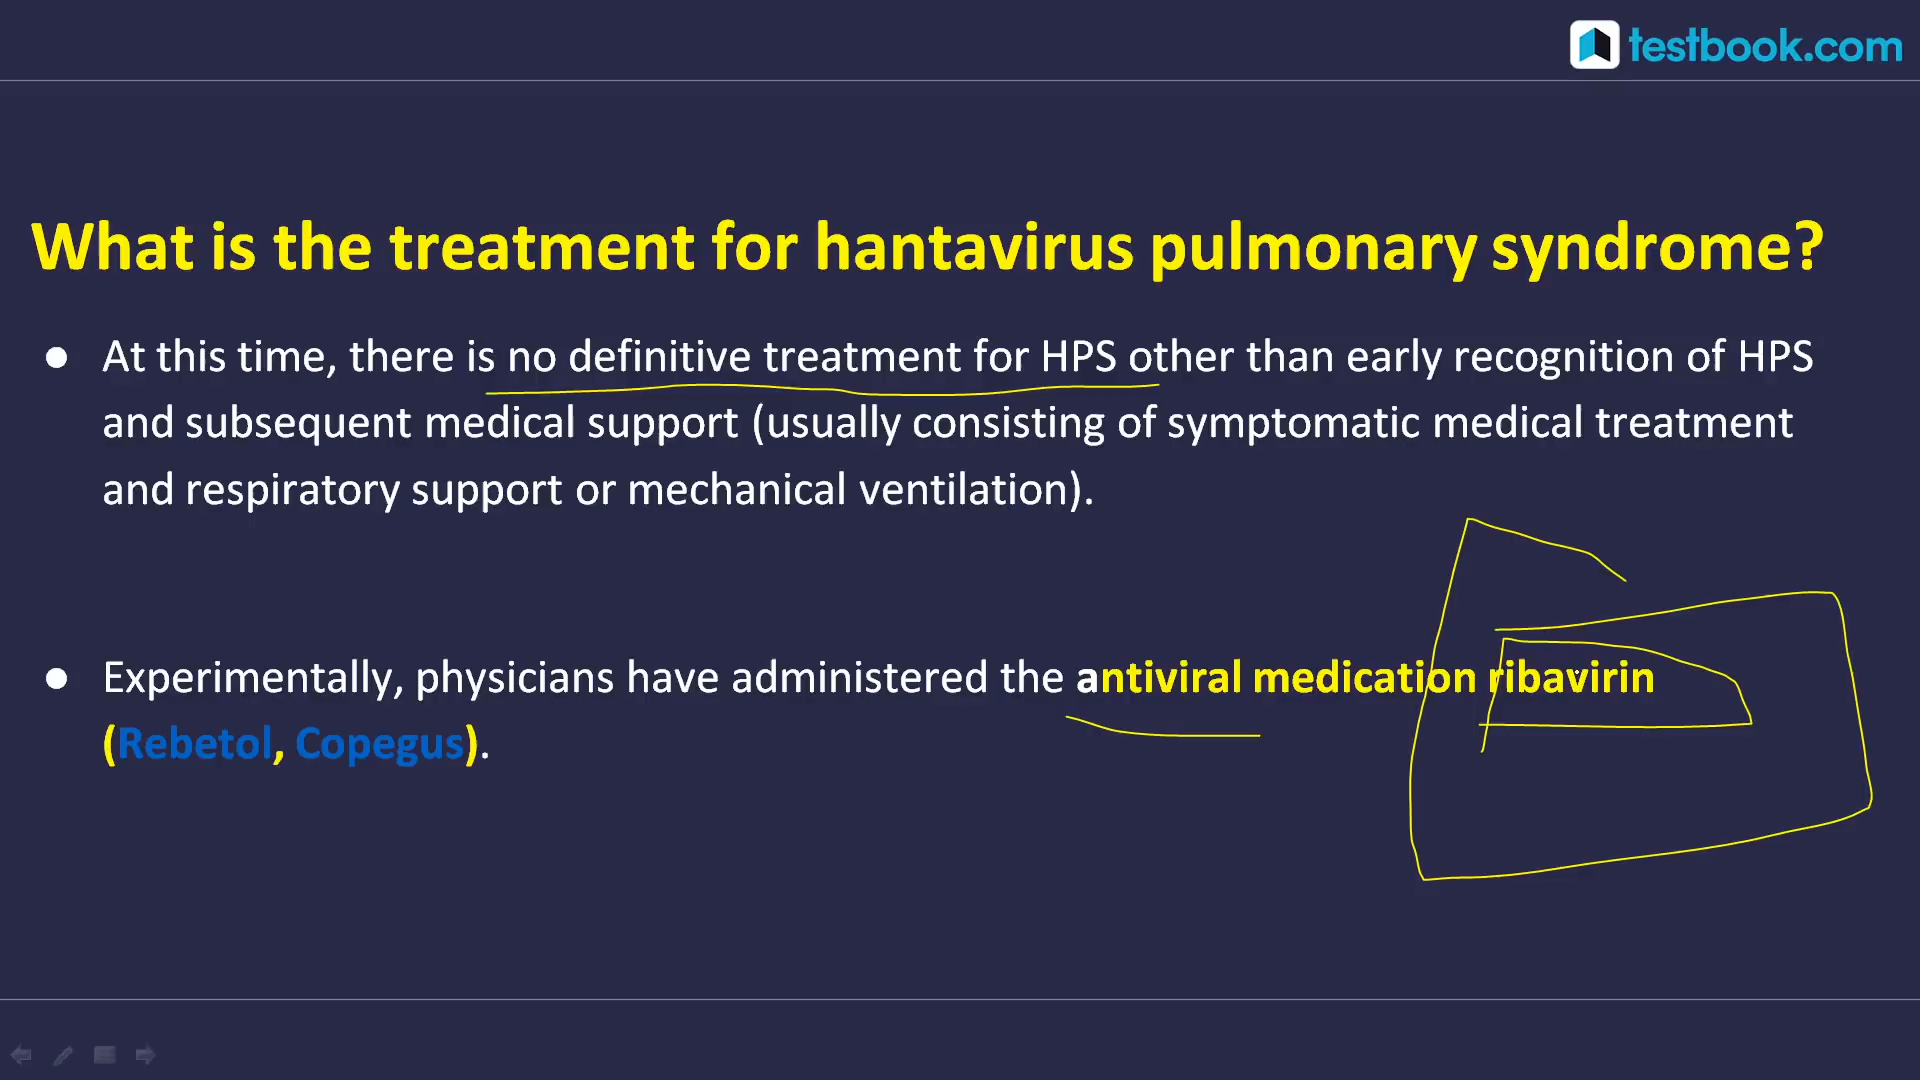 testbook.com
What is the treatment for hantavirus pulmonary syndrome?
● At this time, there is no definitive treatment for HPS other than early recognition of HPS
and subsequent medical support (usually consisting of symptomatic medical treatment
and respiratory support or mechanical ventilation).
● Experimentally, physicians have administered the antiviral medication ribavirin
(Rebetol, Copegus).